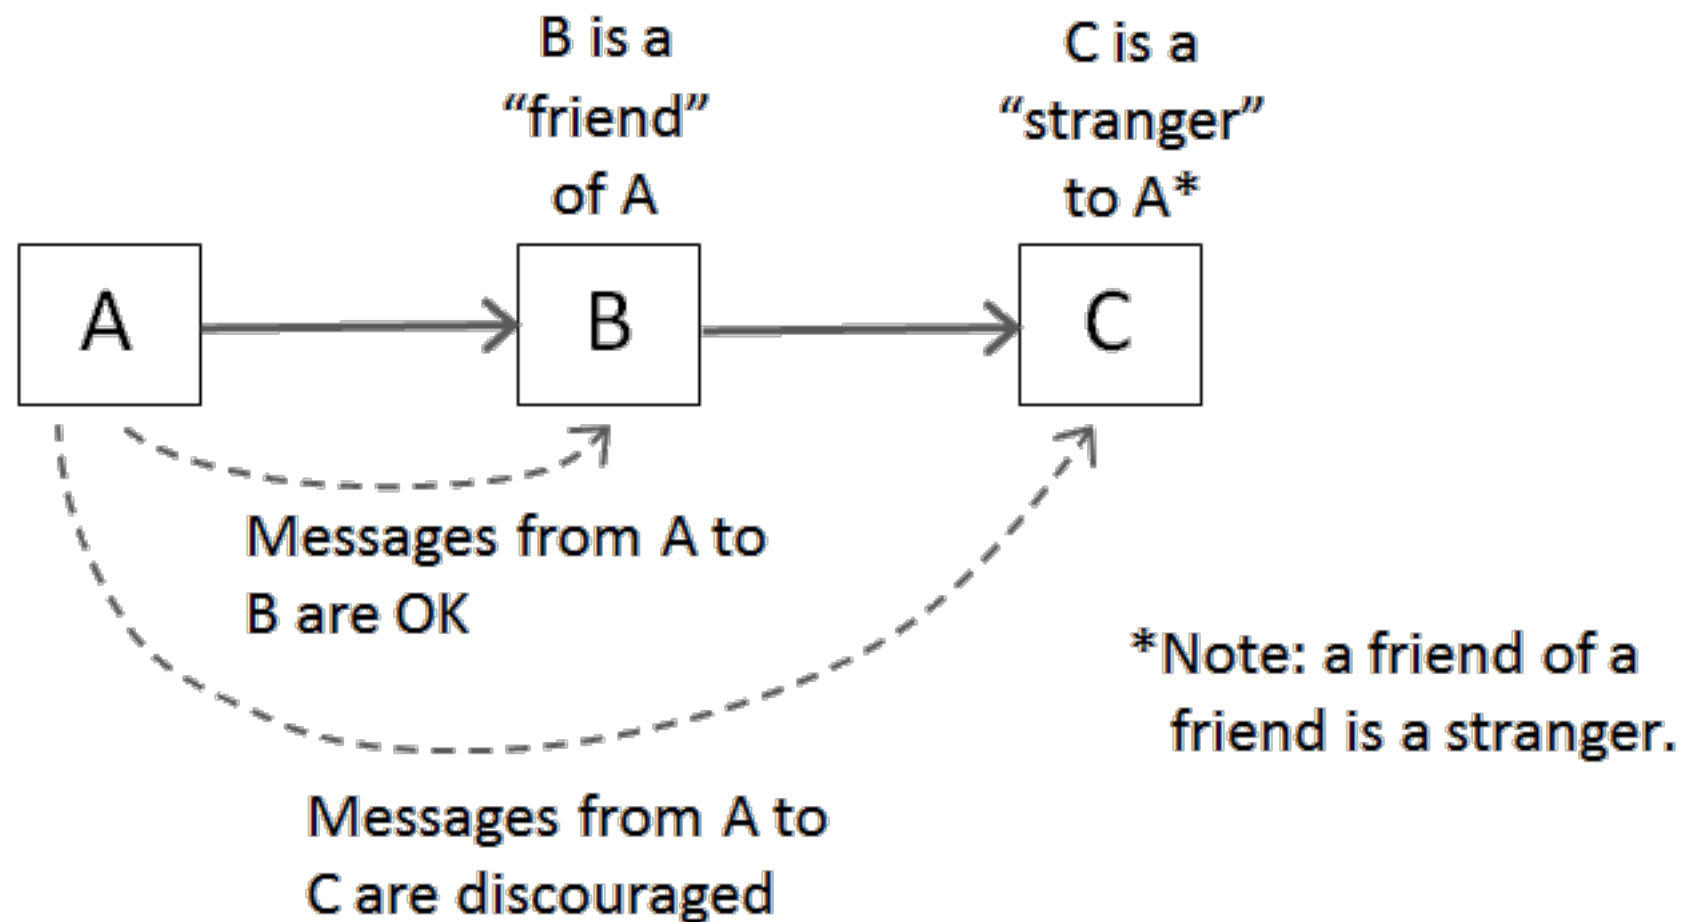 B is a
“friend”
of A
C is a
“stranger”
to A*
A
B
C
Messages from A to
B are OK
*Note: a friend of a
friend is a stranger.
Messages from A to
C are discouraged